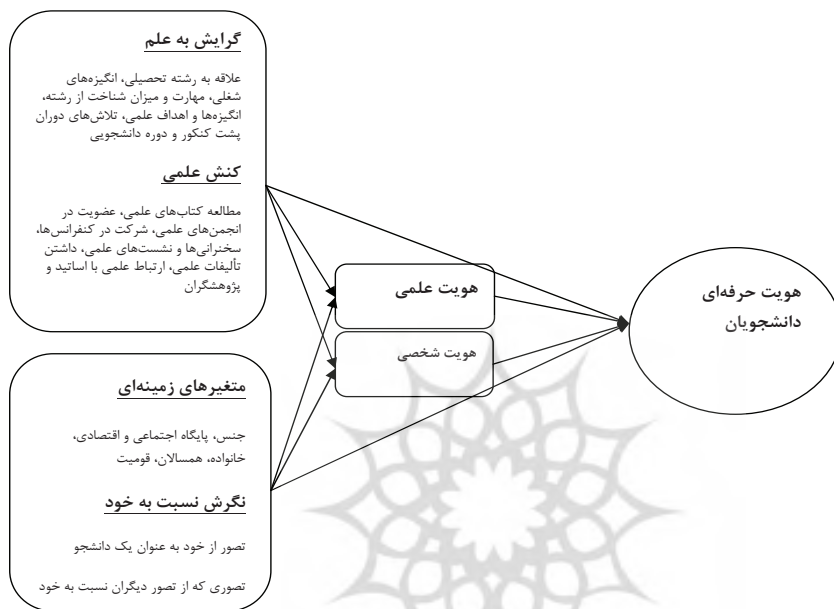 گرایش به علم
علاقه به رشته تحصیلی، انگیزه‌های
شغلی، مهارت و میزان شناخت از رشته،
انگیزه‌ها و اهداف علمی، تلاش‌های دوران
پشت کنکور و دوره دانشجویی
کنش علمی
مطالعه کتاب‌های علمی، عضویت در
انجمن‌های علمی، شرکت در کنفرانس‌ها،
سخنرانی‌ها و نشست‌های علمی، داشتن
تألیفات علمی، ارتباط علمی با اساتید و
پژوهشگران
متغیرهای زمینه‌ای
جنس، پایگاه اجتماعی و اقتصادی،
خانواده، همسالان، قومیت
نگرش نسبت به خود
تصور از خود به عنوان یک دانشجو
تصوری که از تصور دیگران نسبت به خود
هویت علمی
هویت شخصی
هویت حرفه‌ای
دانشجویان